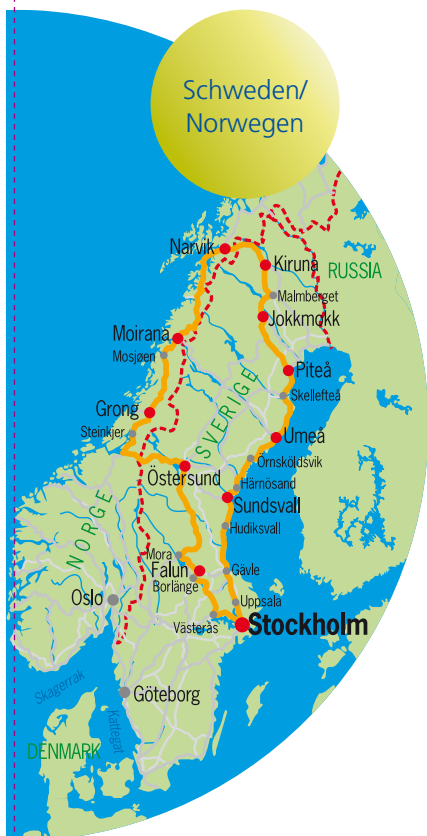 Schweden/
Norwegen
Narvik
Kiruna
RUSSIA
Malmberget
Jokkmokk
Moirana
Mosjøen
Piteå
Skellefteå
Grong
SVERIGE
Steinkjer
Umeå
Örnsköldsvik
Östersund
Härnösand
Sundsvall
NORGE
Hudiksvall
Mora
Falun
Gävle
Borlänge
Oslo
Uppsala
Västerås
Stockholm
Skagerrak
Göteborg
Kattegat
DENMARK